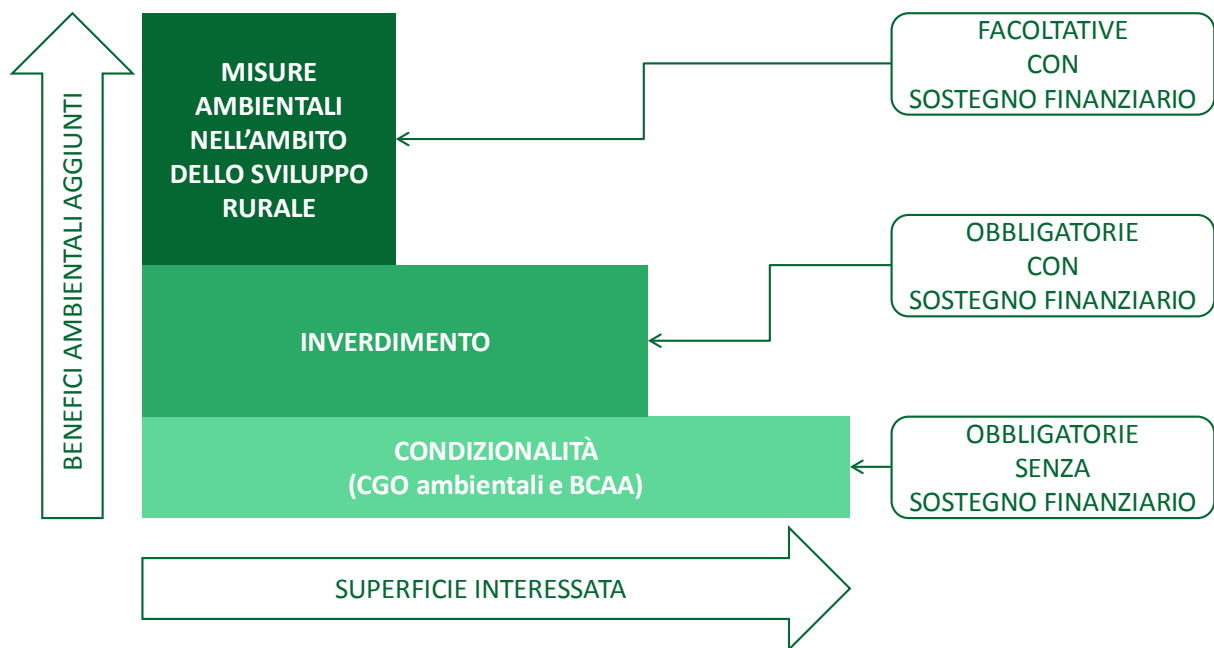 MISURE
AMBIENTALI
NELL'AMBITO
DELLO SVILUPPO
RURALE
FACOLTATIVE
CON
SOSTEGNO FINANZIARIO
INVERDIMENTO
OBBLIGATORIE
CON
SOSTEGNO FINANZIARIO
CONDIZIONALITÀ
(CGO ambientali e BCAA)
OBBLIGATORIE
SENZA
SOSTEGNO FINANZIARIO
BENEFICI AMBIENTALI AGGIUNTI
SUPERFICIE INTERESSATA